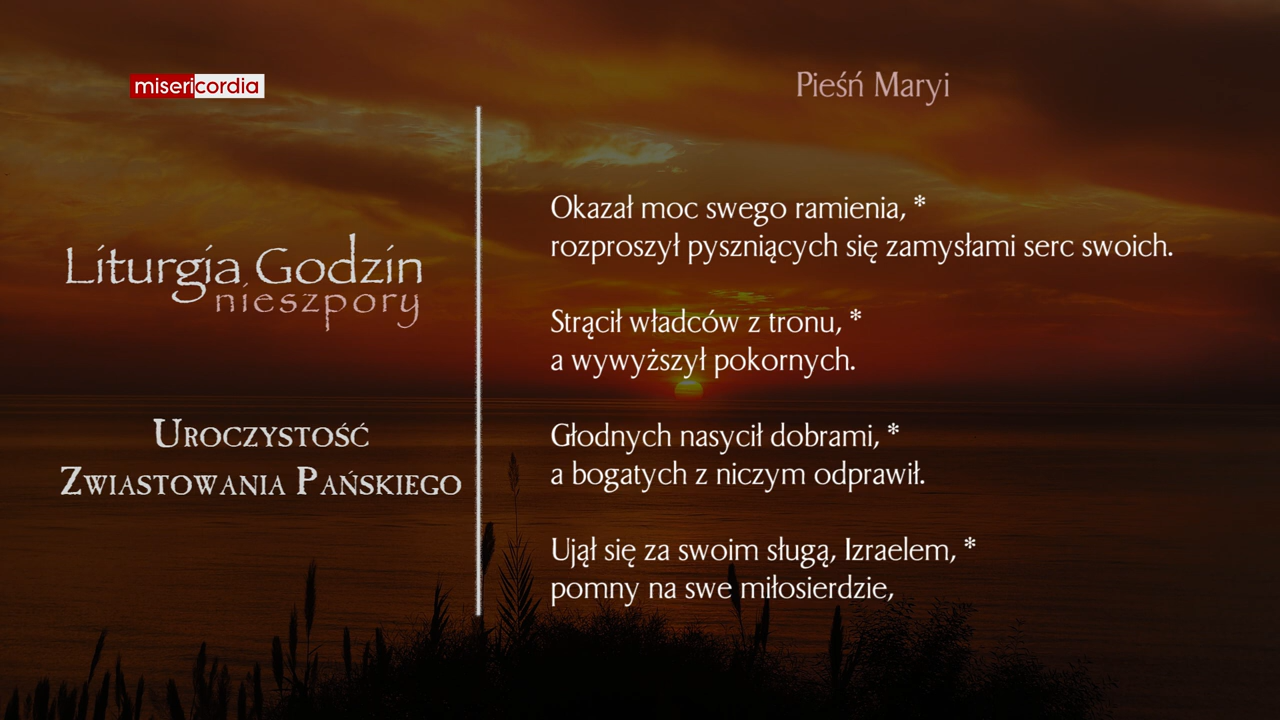 misericordia
Liturgia Godzin
nieszpory
Uroczystość
Zwiastowania Pańskiego
Pieśń Maryi
Okazał moc swego ramienia, *
rozproszył pyszniących się zamysłami serc swoich.
Strącił władców z tronu, *
a wywyższył pokornych.
Głodnych nasycił dobrami, *
a bogatych z niczym odprawił.
Ujął się za swoim sługą, Izraelem, *
pomny na swe miłosierdzie,